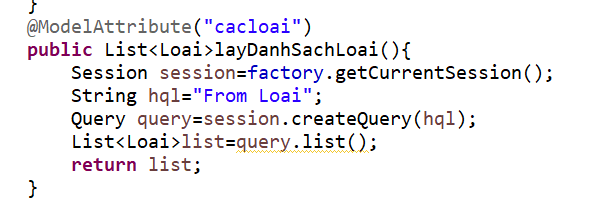 }
@ModelAttribute("cacloai")
public List<Loai>layDanhSachLoai(){
    Session session=factory.getCurrentSession();
    String hql="From Loai";
    Query query=session.createQuery(hql);
    List<Loai>list=query.list();
    return list;
}